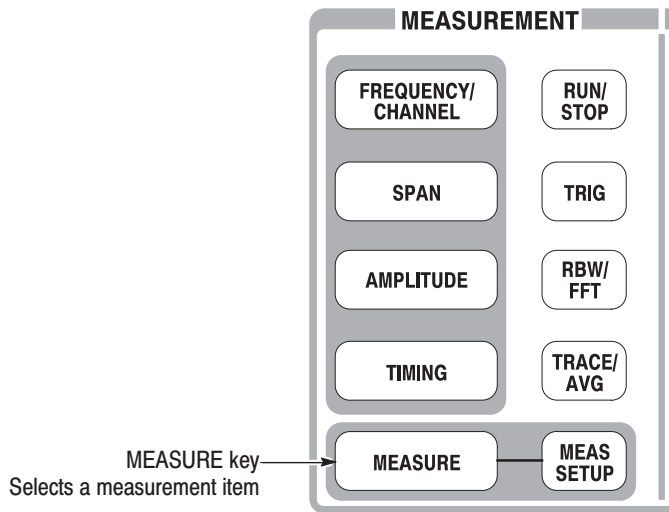 MEASUREMENT
FREQUENCY/
CHANNEL
RUN/
STOP
SPAN
TRIG
AMPLITUDE
RBW/
FFT
TIMING
TRACE/
AVG
MEASURE key
Selects a measurement item
MEASURE
MEAS
SETUP